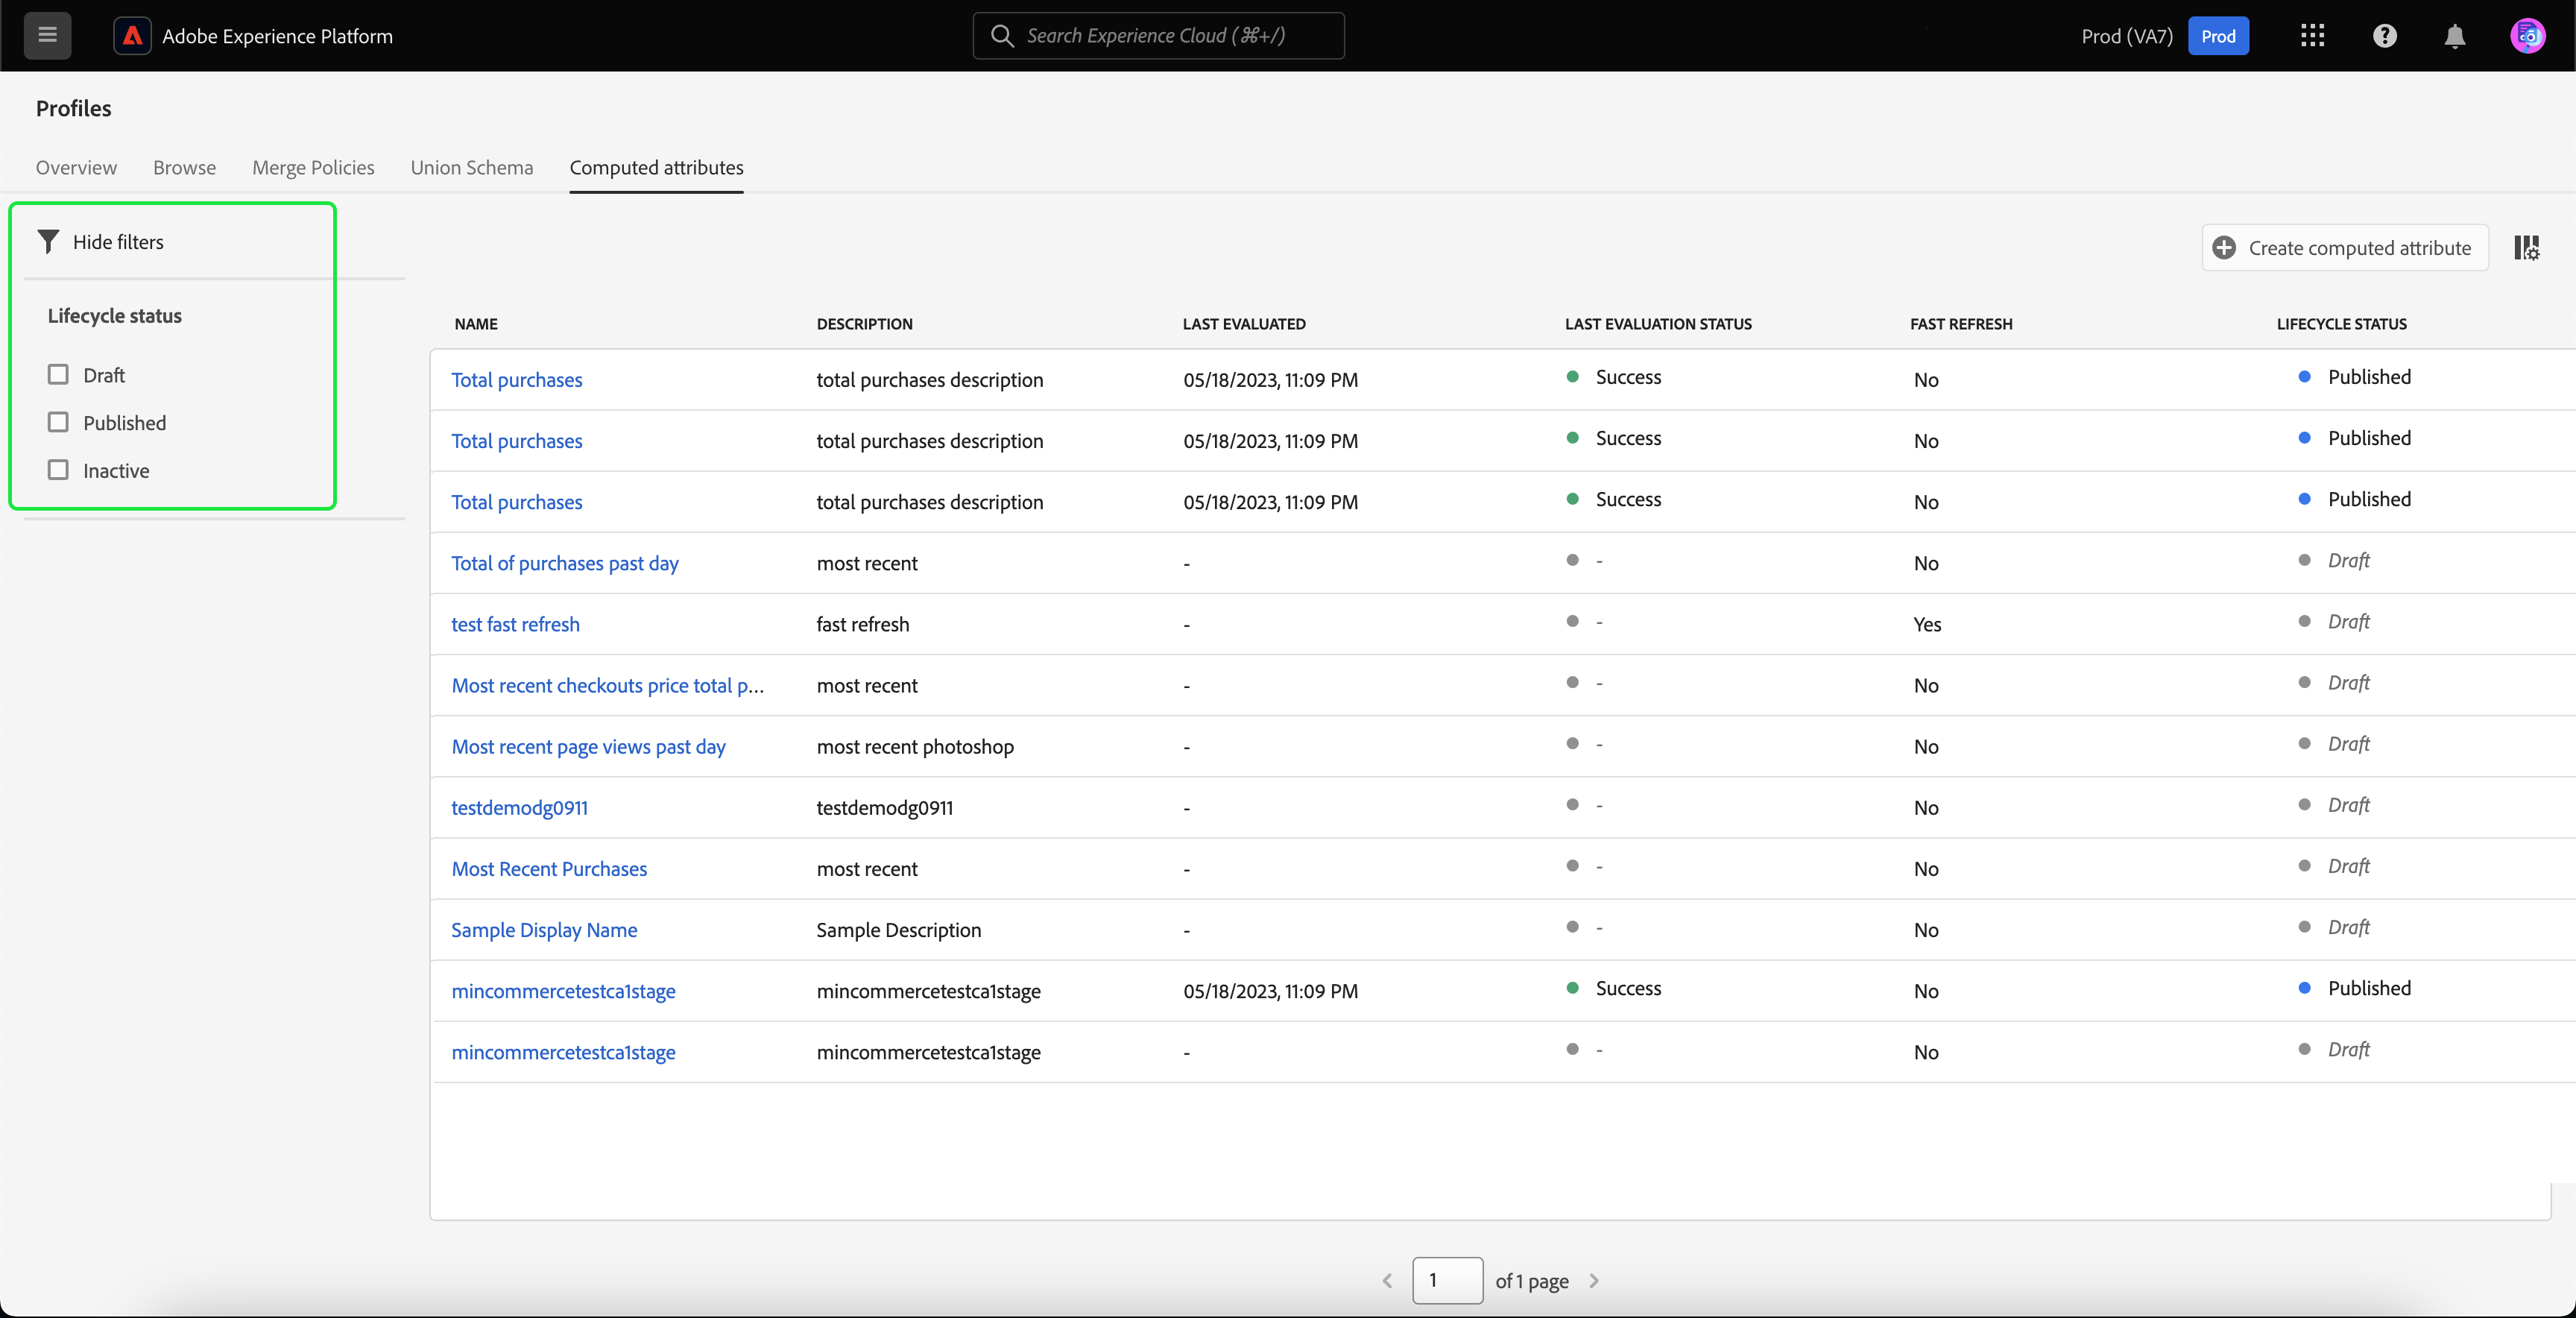 Adobe Experience Platform
Search Experience Cloud (⌘+/)
Prod (VA7)
Prod
Profiles
Overview
Browse
Merge Policies
Union Schema
Computed attributes
Hide filters
Lifecycle status
Draft
Published
Inactive
Create computed attribute
NAME DESCRIPTION LAST EVALUATED LAST EVALUATION STATUS FAST REFRESH LIFECYCLE STATUS
Total purchases total purchases description 05/18/2023, 11:09 PM Success No Published
Total purchases total purchases description 05/18/2023, 11:09 PM Success No Published
Total purchases total purchases description 05/18/2023, 11:09 PM Success No Published
Total of purchases past day most recent - - No Draft
test fast refresh fast refresh - - Yes Draft
Most recent checkouts price total p... most recent - - No Draft
Most recent page views past day most recent photoshop - - No Draft
testdemodg0911 testdemodg0911 - - No Draft
Most Recent Purchases most recent - - No Draft
Sample Display Name Sample Description - - No Draft
mincommercetestca1stage mincommercetestca1stage 05/18/2023, 11:09 PM Success No Published
mincommercetestca1stage mincommercetestca1stage - - No Draft
1 of 1 page